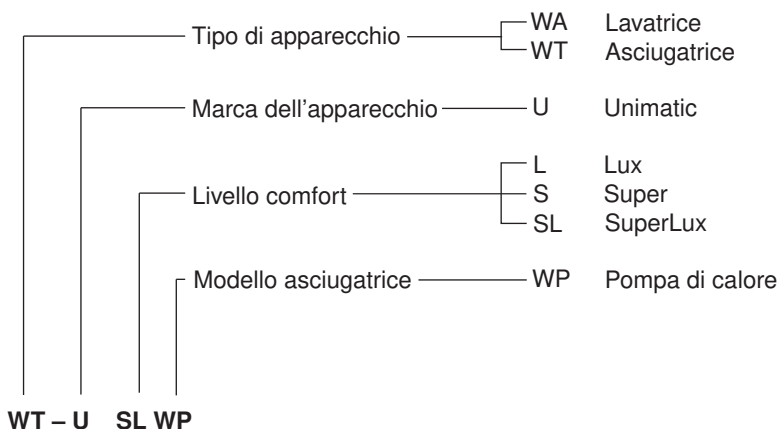 Tipo di apparecchio WA Lavatrice
WT Asciugatrice
Marca dell'apparecchio U Unimatic
L Lux
Livello comfort S Super
SL SuperLux
Modello asciugatrice WP Pompa di calore
WT – U SL WP